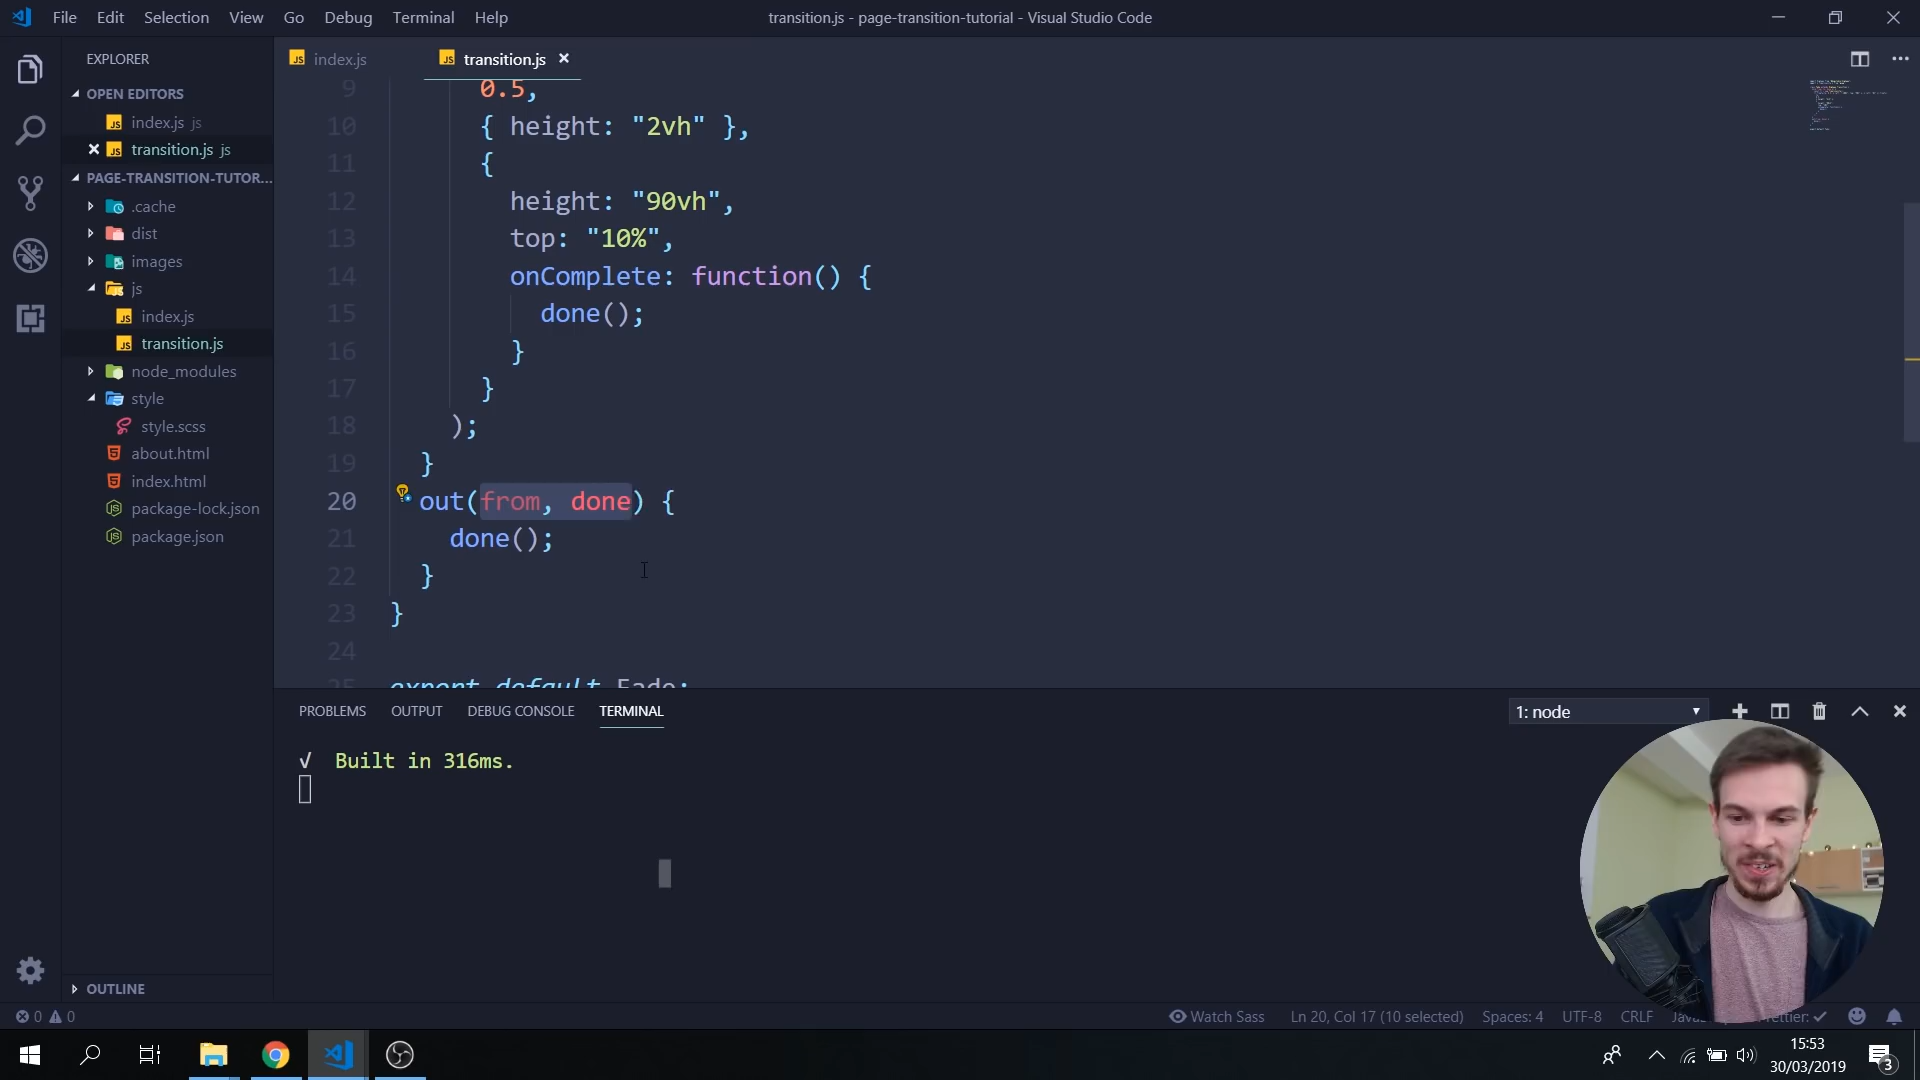 File Edit Selection View Go Debug Terminal Help
transition.js - page-transition-tutorial - Visual Studio Code
EXPLORER
OPEN EDITORS
index.js js
transition.js js
PAGE-TRANSITION-TUTOR...
.cache
dist
images
js
index.js
transition.js
node_modules
style
style.scss
about.html
index.html
package-lock.json
package.json
OUTLINE
index.js
transition.js
9 0.5,
10 { height: "2vh" },
11 {
12 height: "90vh",
13 top: "10%",
14 onComplete: function() {
15 done();
16 }
17 }
18 );
19 }
20 out(from, done) {
21 done();
22 }
23 }
24
25 export default Fade;
PROBLEMS OUTPUT DEBUG CONSOLE TERMINAL
1: node
√ Built in 316ms.
0 0
Watch Sass
Ln 20, Col 17 (10 selected)
Spaces: 4
UTF-8
CRLF
15:53
30/03/2019
3